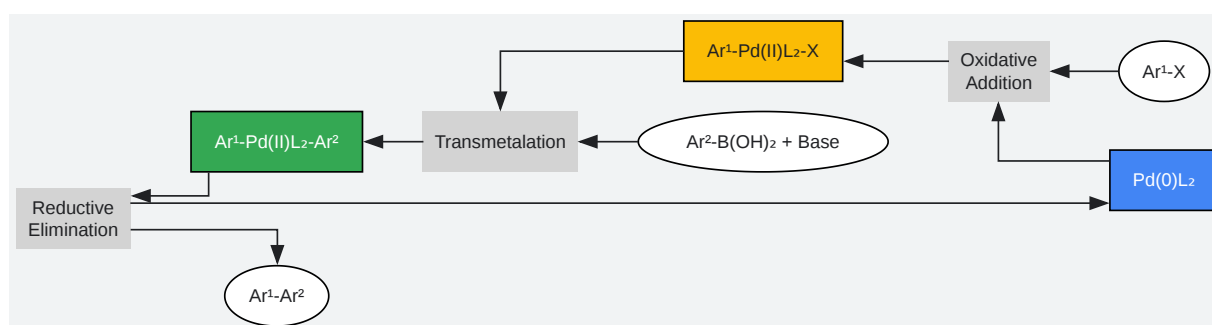 Ar¹-Pd(II)L₂-X
Oxidative
Addition
Ar¹-X
Ar¹-Pd(II)L₂-Ar²
Transmetalation
Ar²-B(OH)₂ + Base
Pd(0)L₂
Reductive
Elimination
Ar¹-Ar²